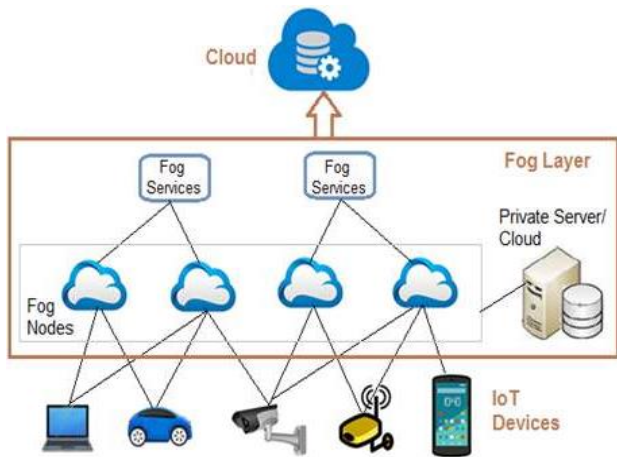 Cloud
Fog Layer
Fog
Services
Fog
Services
Private Server/
Cloud
Fog
Nodes
IoT
Devices